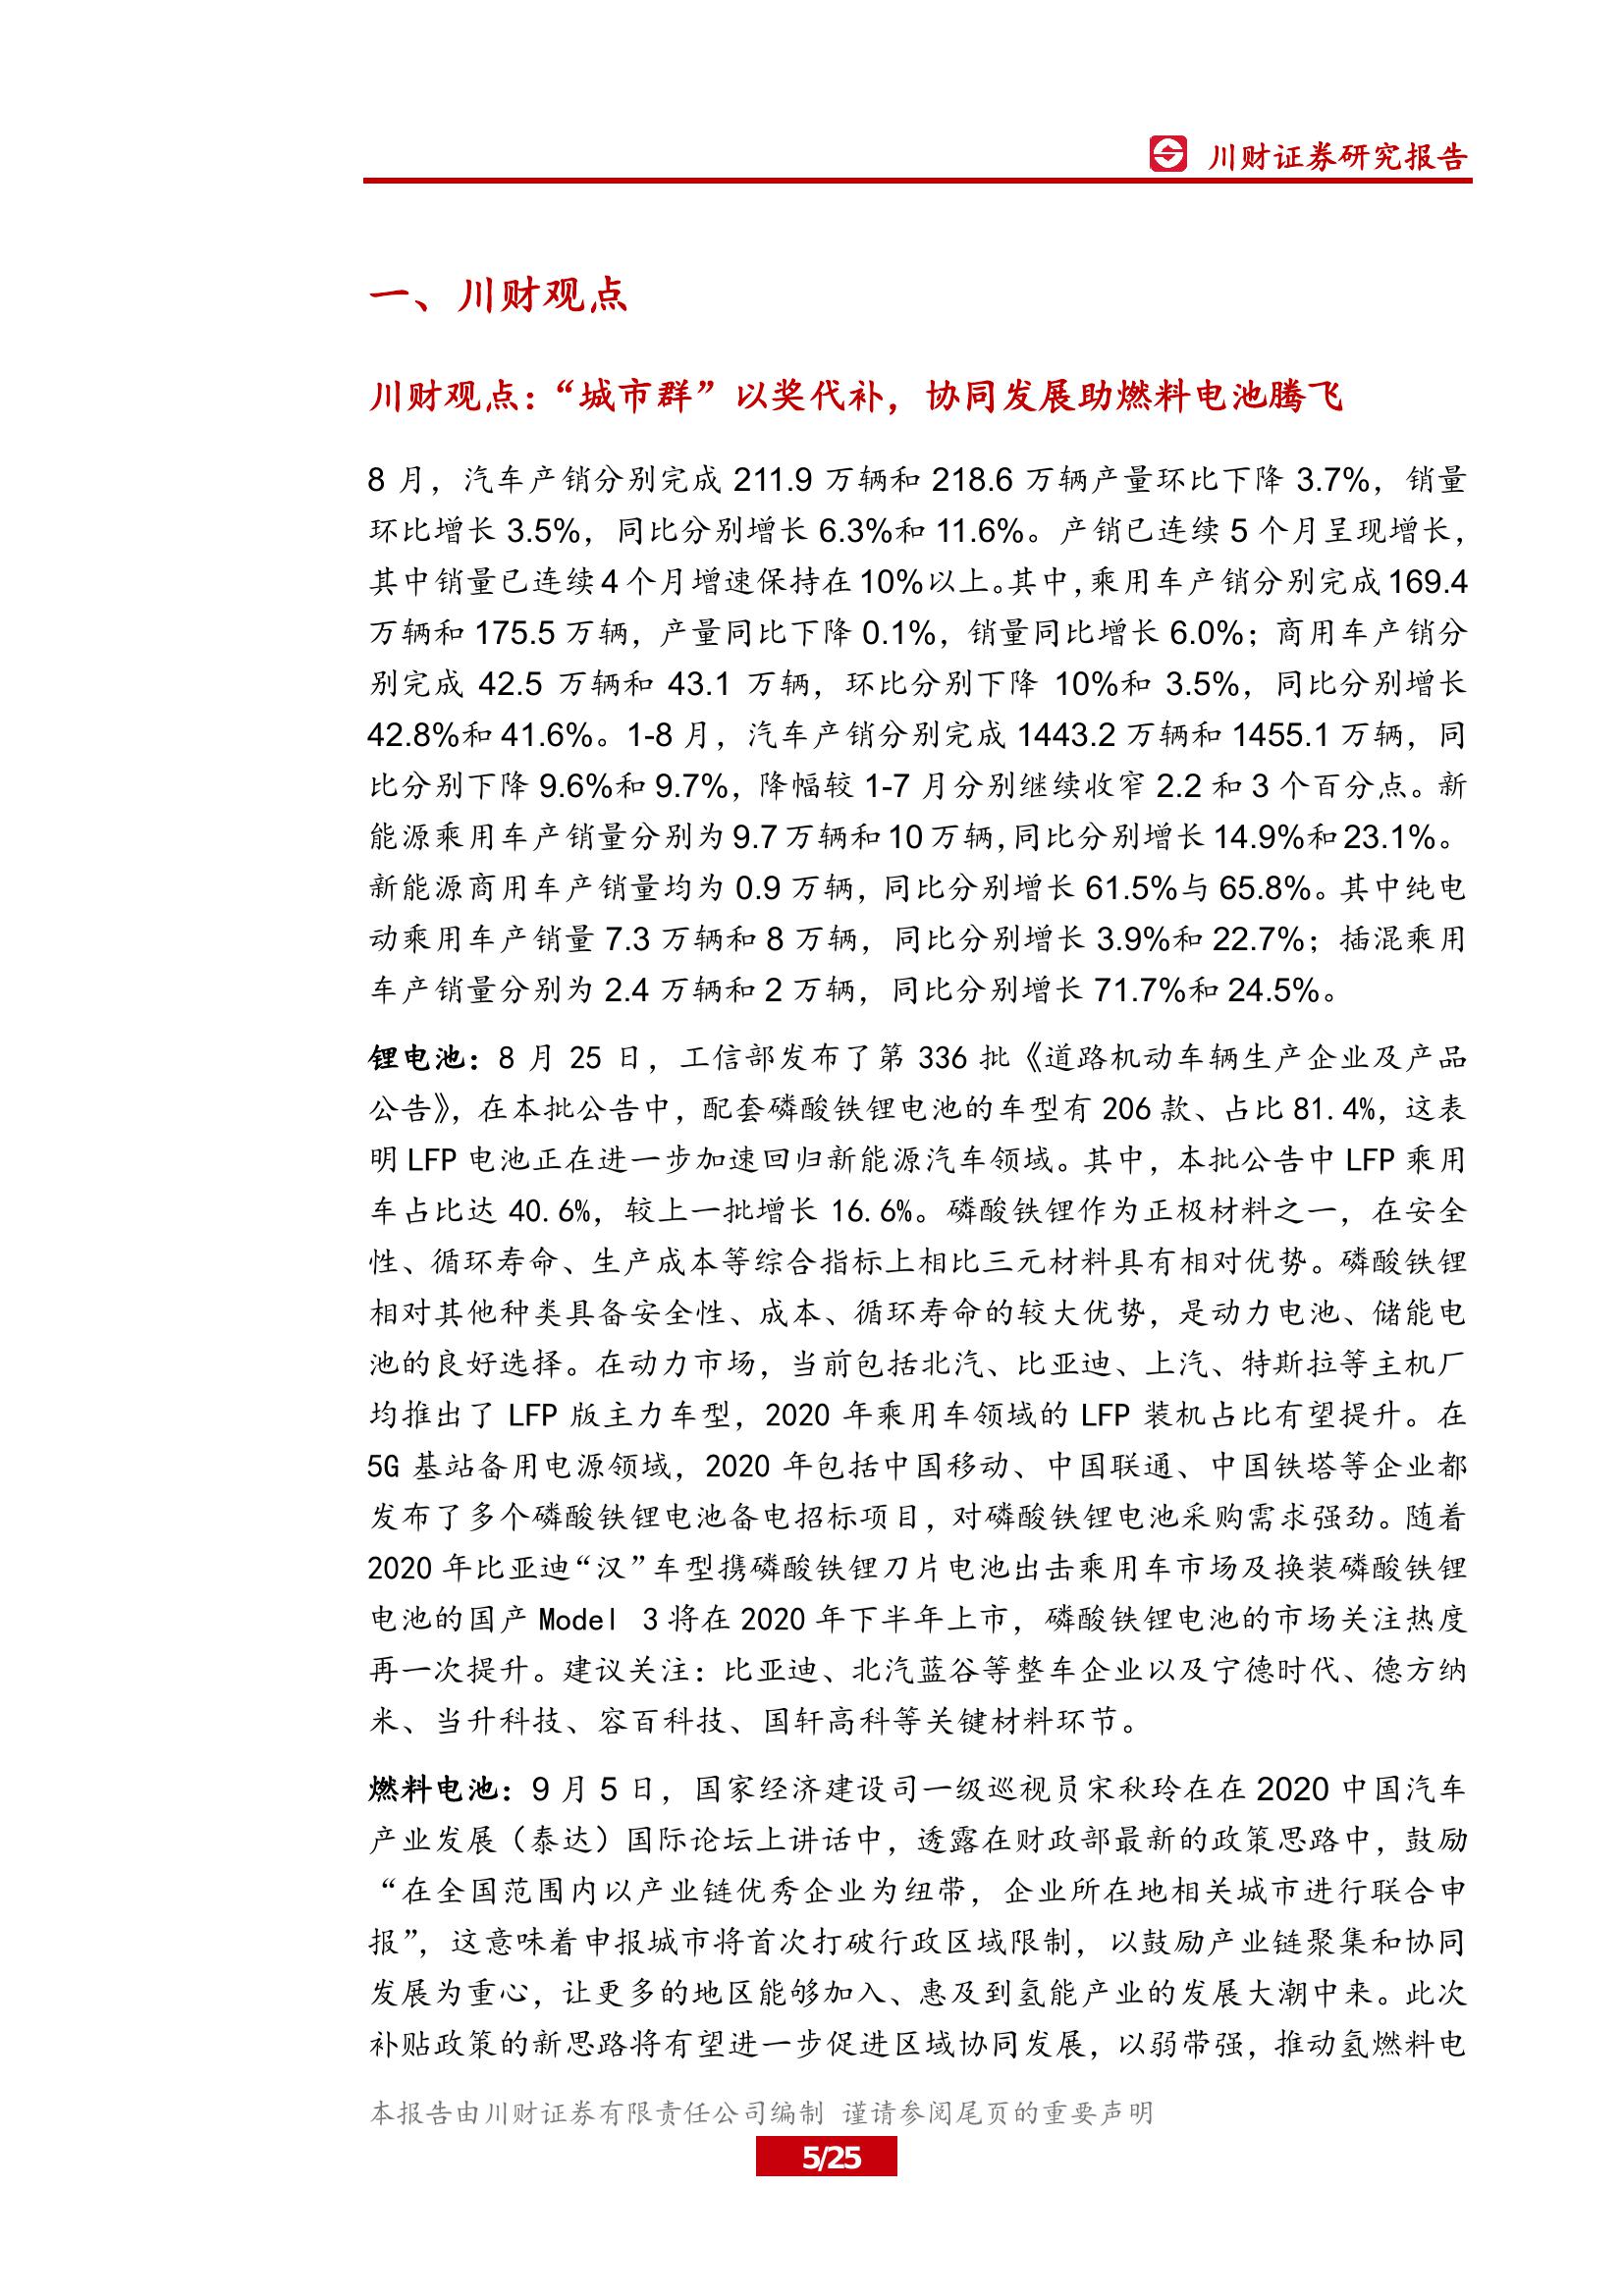 川财证券研究报告
一、川财观点
川财观点：“城市群”以奖代补，协同发展助燃料电池腾飞
8 月，汽车产销分别完成 211.9 万辆和 218.6 万辆产量环比下降 3.7%，销量
环比增长 3.5%，同比分别增长 6.3%和 11.6%。产销已连续 5 个月呈现增长，
其中销量已连续 4 个月增速保持在 10%以上。其中，乘用车产销分别完成 169.4
万辆和 175.5 万辆，产量同比下降 0.1%，销量同比增长 6.0%；商用车产销分
别完成 42.5 万辆和 43.1 万辆，环比分别下降 10%和 3.5%，同比分别增长
42.8%和 41.6%。1-8 月，汽车产销分别完成 1443.2 万辆和 1455.1 万辆，同
比分别下降 9.6%和 9.7%，降幅较 1-7 月分别继续收窄 2.2 和 3 个百分点。新
能源乘用车产销量分别为 9.7 万辆和 10 万辆，同比分别增长 14.9%和 23.1%。
新能源商用车产销量均为 0.9 万辆，同比分别增长 61.5%与 65.8%。其中纯电
动乘用车产销量 7.3 万辆和 8 万辆，同比分别增长 3.9%和 22.7%；插混乘用
车产销量分别为 2.4 万辆和 2 万辆，同比分别增长 71.7%和 24.5%。
锂电池：8 月 25 日，工信部发布了第 336 批《道路机动车辆生产企业及产品
公告》，在本批公告中，配套磷酸铁锂电池的车型有 206 款、占比 81.4%，这表
明 LFP 电池正在进一步加速回归新能源汽车领域。其中，本批公告中 LFP 乘用
车占比达 40.6%，较上一批增长 16.6%。磷酸铁锂作为正极材料之一，在安全
性、循环寿命、生产成本等综合指标上相比三元材料具有相对优势。磷酸铁锂
相对其他种类具备安全性、成本、循环寿命的较大优势，是动力电池、储能电
池的良好选择。在动力市场，当前包括北汽、比亚迪、上汽、特斯拉等主机厂
均推出了 LFP 版主力车型，2020 年乘用车领域的 LFP 装机占比有望提升。在
5G 基站备用电源领域，2020 年包括中国移动、中国联通、中国铁塔等企业都
发布了多个磷酸铁锂电池备电招标项目，对磷酸铁锂电池采购需求强劲。随着
2020 年比亚迪“汉”车型携磷酸铁锂刀片电池出击乘用车市场及换装磷酸铁锂
电池的国产 Model 3 将在 2020 年下半年上市，磷酸铁锂电池的市场关注热度
再一次提升。建议关注：比亚迪、北汽蓝谷等整车企业以及宁德时代、德方纳
米、当升科技、容百科技、国轩高科等关键材料环节。
燃料电池：9 月 5 日，国家经济建设司一级巡视员宋秋玲在在 2020 中国汽车
产业发展（泰达）国际论坛上讲话中，透露在财政部最新的政策思路中，鼓励
“在全国范围内以产业链优秀企业为纽带，企业所在地相关城市进行联合申
报”，这意味着申报城市将首次打破行政区域限制，以鼓励产业链聚集和协同
发展为重心，让更多的地区能够加入、惠及到氢能产业的发展大潮中来。此次
补贴政策的新思路将有望进一步促进区域协同发展，以弱带强，推动氢燃料电
本报告由川财证券有限责任公司编制 谨请参阅尾页的重要声明
5/25